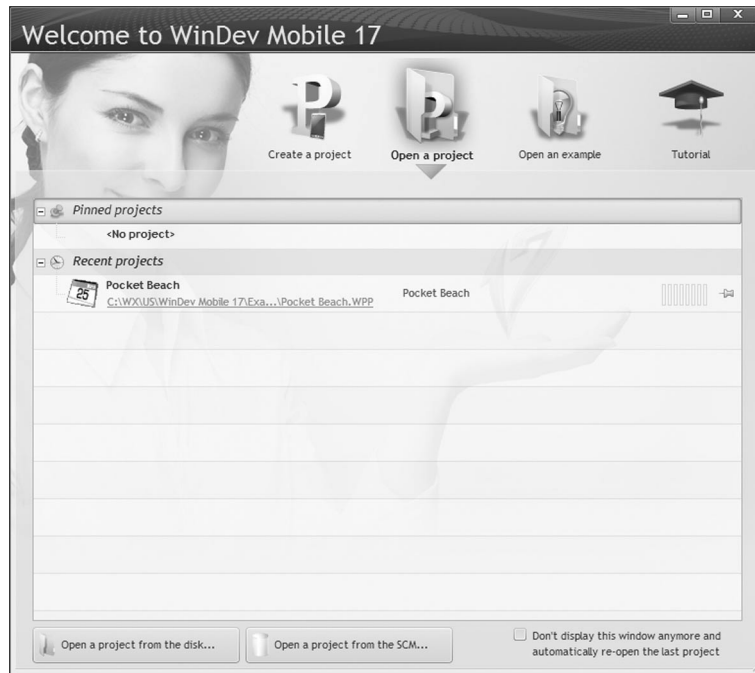 Welcome to WinDev Mobile 17
Create a project
Open a project
Open an example
Tutorial
Pinned projects
<No project>
Recent projects
25
Pocket Beach
C:\WX\US\WinDev Mobile 17\Exa...\Pocket Beach.WPP
Pocket Beach
Open a project from the disk...
Open a project from the SCM...
Don't display this window anymore and
automatically re-open the last project